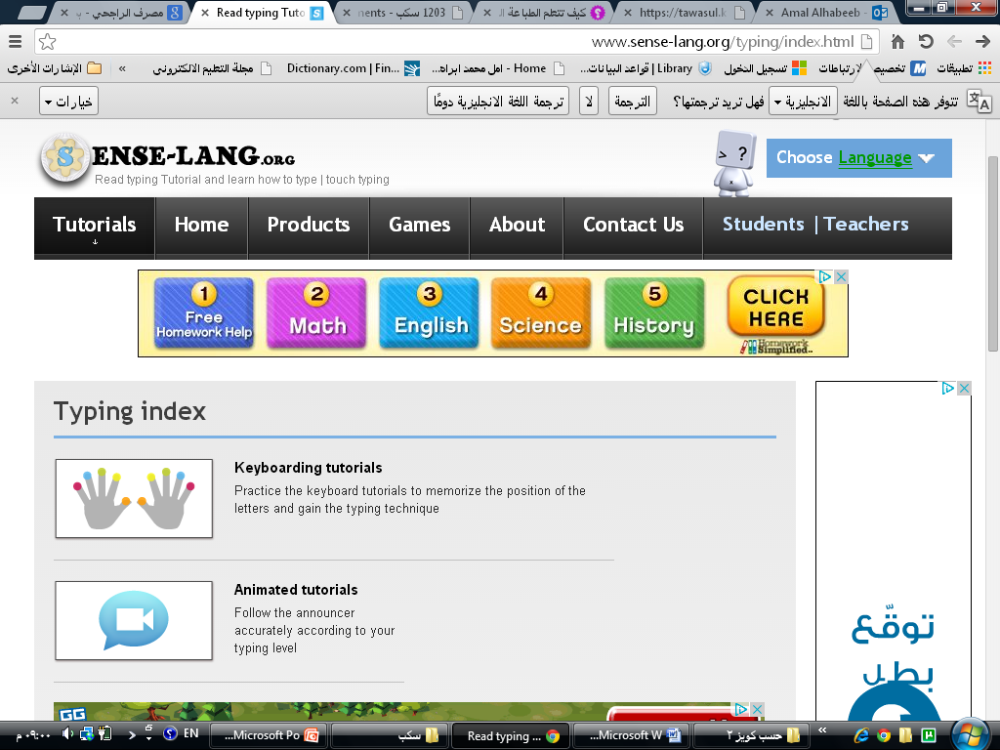 مصرف الراجحي - ب
Read typing Tuto
1203 سكب - nents
كيف تتعلم الطباعة ال
https://tawasul.k
Amal Alhabeeb -
www.sense-lang.org/typing/index.html
تطبيقات
تخصيص الارتباطات
تسجيل الدخول
Library | قواعد البيانات...
Home - امل محمد ابراه...
Dictionary.com | Fin...
مجلة التعليم الالكتروني
»
الإشارات الأخرى
تتوفر هذه الصفحة باللغة
الانجليزية
فهل تريد ترجمتها؟
الترجمة
لا
ترجمة اللغة الانجليزية دومًا
خيارات
SENSE-LANG.ORG
Read typing Tutorial and learn how to type | touch typing
> ?
Choose Language
Tutorials
Home
Products
Games
About
Contact Us
Students | Teachers
1 Free Homework Help
2 Math
3 English
4 Science
5 History
CLICK HERE
Homework Simplified..
Typing index
Keyboarding tutorials
Practice the keyboard tutorials to memorize the position of the
letters and gain the typing technique
Animated tutorials
Follow the announcer
accurately according to your
typing level
توقّع
بطل
GG
٠٩:٠٠ م
EN
Microsoft Po...
سكب
Read typing ...
Microsoft W...
حسب كويز ٢
«